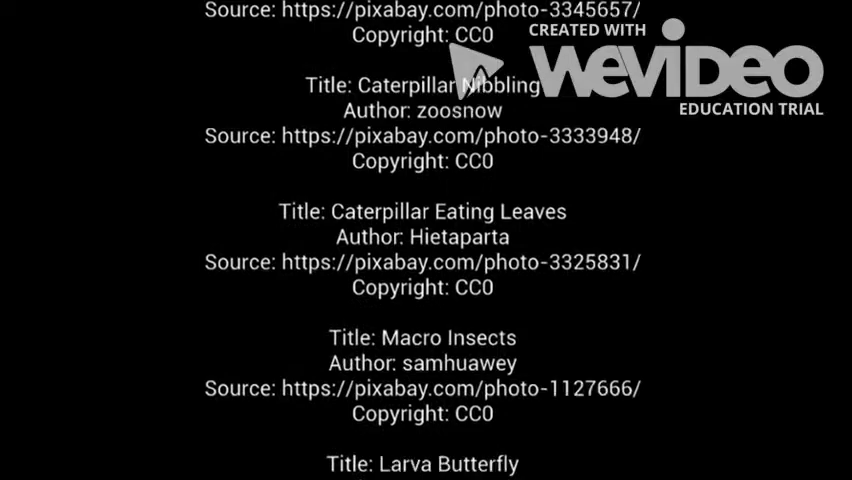 Source: https://pixabay.com/photo-3345657/
Copyright: CC0
CREATED WITH
WEVIDEO
EDUCATION TRIAL
Title: Caterpillar Nibbling
Author: zoosnow
Source: https://pixabay.com/photo-3333948/
Copyright: CC0
Title: Caterpillar Eating Leaves
Author: Hietaparta
Source: https://pixabay.com/photo-3325831/
Copyright: CC0
Title: Macro Insects
Author: samhuawey
Source: https://pixabay.com/photo-1127666/
Copyright: CC0
Title: Larva Butterfly